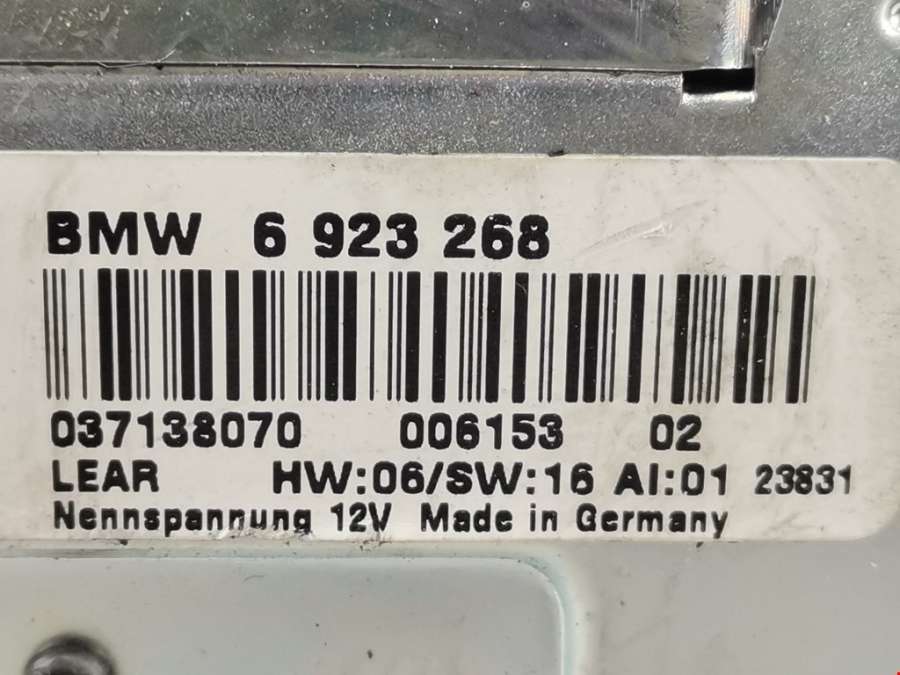 BMW 6 923 268
037138070 006153 02
LEAR HW:06/SW:16 AI:01 23831
Nennspannung 12V Made in Germany